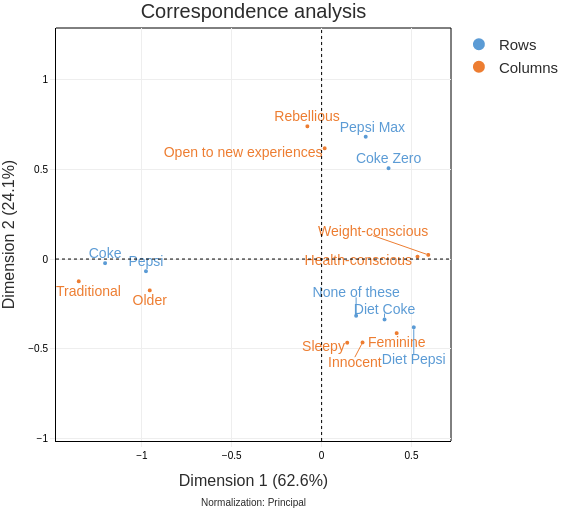 Correspondence analysis
Rows
Columns
1
Rebellious
Pepsi Max
Open to new experiences
Coke Zero
0.5
Weight-conscious
Coke
Pepsi
Health-conscious
0
Traditional
Older
None of these
Diet Coke
Sleepy
Feminine
−0.5
Innocent
Diet Pepsi
−1
−1
−0.5
0
0.5
Dimension 2 (24.1%)
Dimension 1 (62.6%)
Normalization: Principal